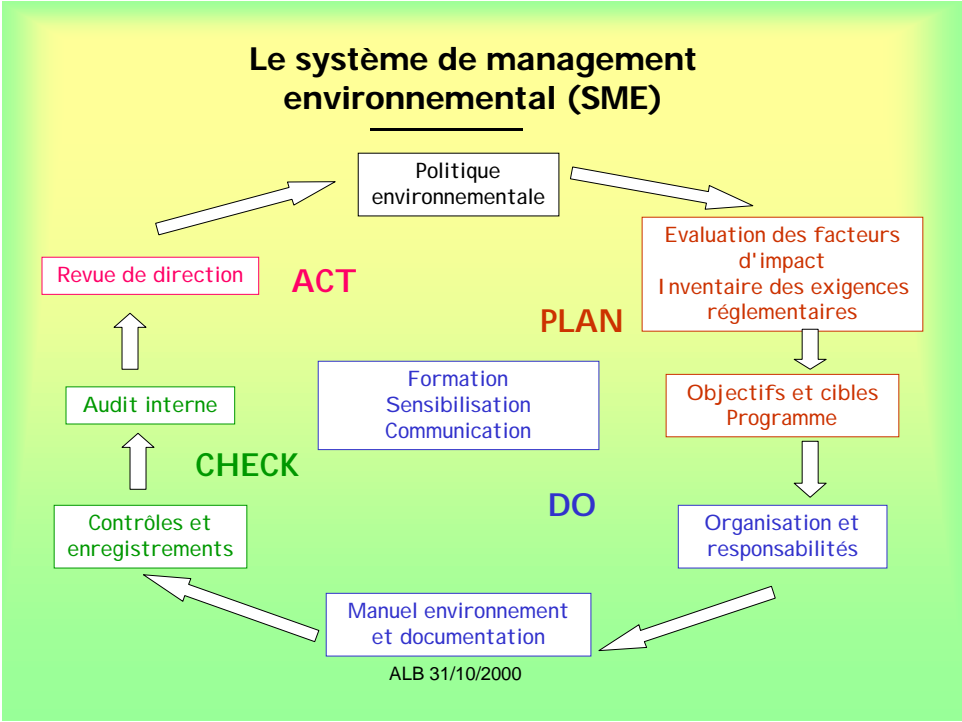 Le système de management
environnemental (SME)
Politique
environnementale
Evaluation des facteurs
d'impact
Inventaire des exigences
réglementaires
Revue de direction
ACT
PLAN
Formation
Sensibilisation
Communication
Objectifs et cibles
Programme
Audit interne
CHECK
DO
Contrôles et
enregistrements
Organisation et
responsabilités
Manuel environnement
et documentation
ALB 31/10/2000